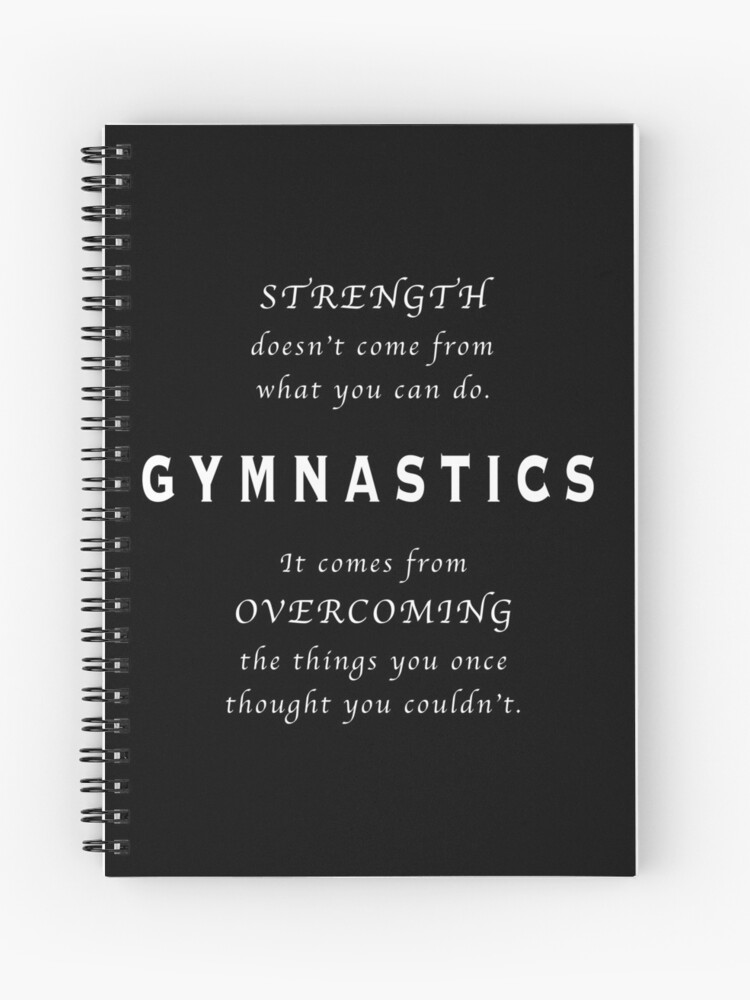 STRENGTH
doesn't come from
what you can do.
GYMNASTICS
It comes from
OVERCOMING
the things you once
thought you couldn't.